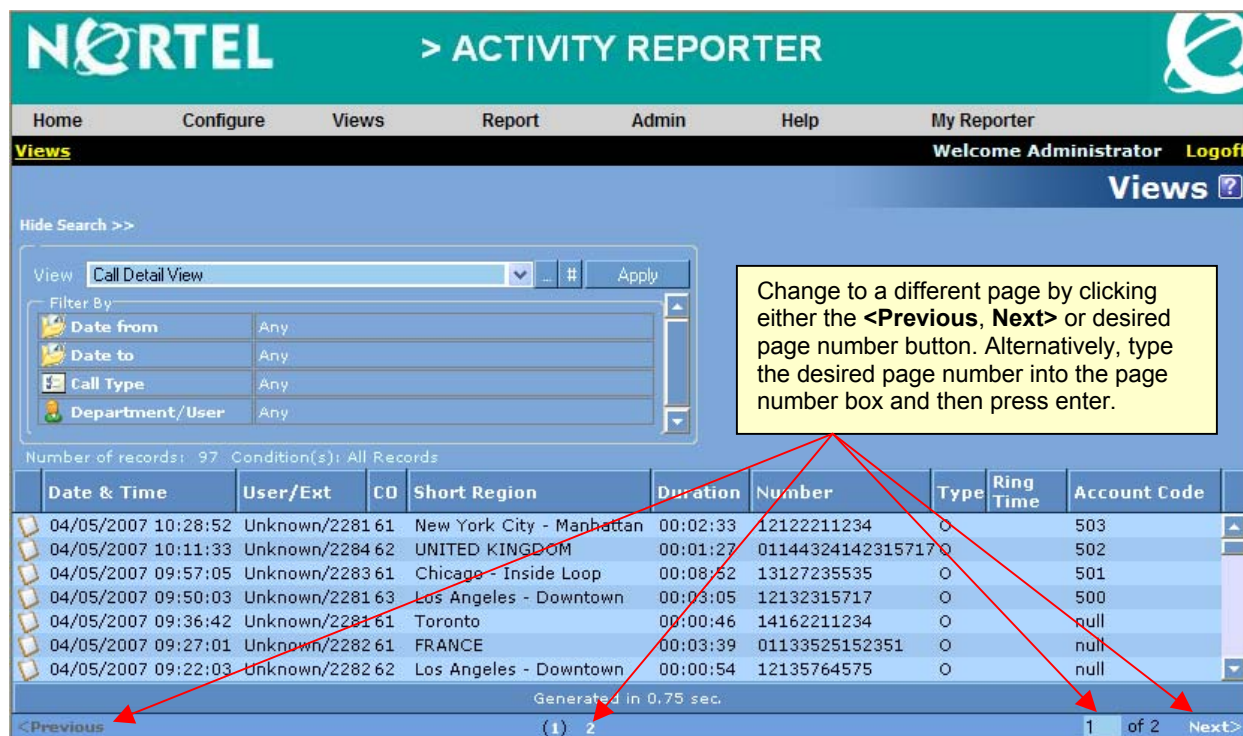 NORTEL > ACTIVITY REPORTER
Home Configure Views Report Admin Help My Reporter
Views Welcome Administrator Logoff
Views ?
Hide Search >>
View Call Detail View ... # Apply
Filter By
Date from Any
Date to Any
Call Type Any
Department/User Any
Change to a different page by clicking
either the <Previous, Next> or desired
page number button. Alternatively, type
the desired page number into the page
number box and then press enter.
Number of records: 97 Condition(s): All Records
Date & Time User/Ext CO Short Region Duration Number Type Ring Time Account Code
04/05/2007 10:28:52 Unknown/2281 61 New York City - Manhattan 00:02:33 12122211234 O 503
04/05/2007 10:11:33 Unknown/2284 62 UNITED KINGDOM 00:01:27 01144324142315717 O 502
04/05/2007 09:57:05 Unknown/2283 61 Chicago - Inside Loop 00:08:52 13127235535 O 501
04/05/2007 09:50:03 Unknown/2281 63 Los Angeles - Downtown 00:03:05 12132315717 O 500
04/05/2007 09:36:42 Unknown/2281 61 Toronto 00:00:46 14162211234 O null
04/05/2007 09:27:01 Unknown/2282 61 FRANCE 00:03:39 01133525152351 O null
04/05/2007 09:22:03 Unknown/2282 62 Los Angeles - Downtown 00:00:54 12135764575 O null
Generated in 0.75 sec.
<Previous (1) 2 1 of 2 Next>